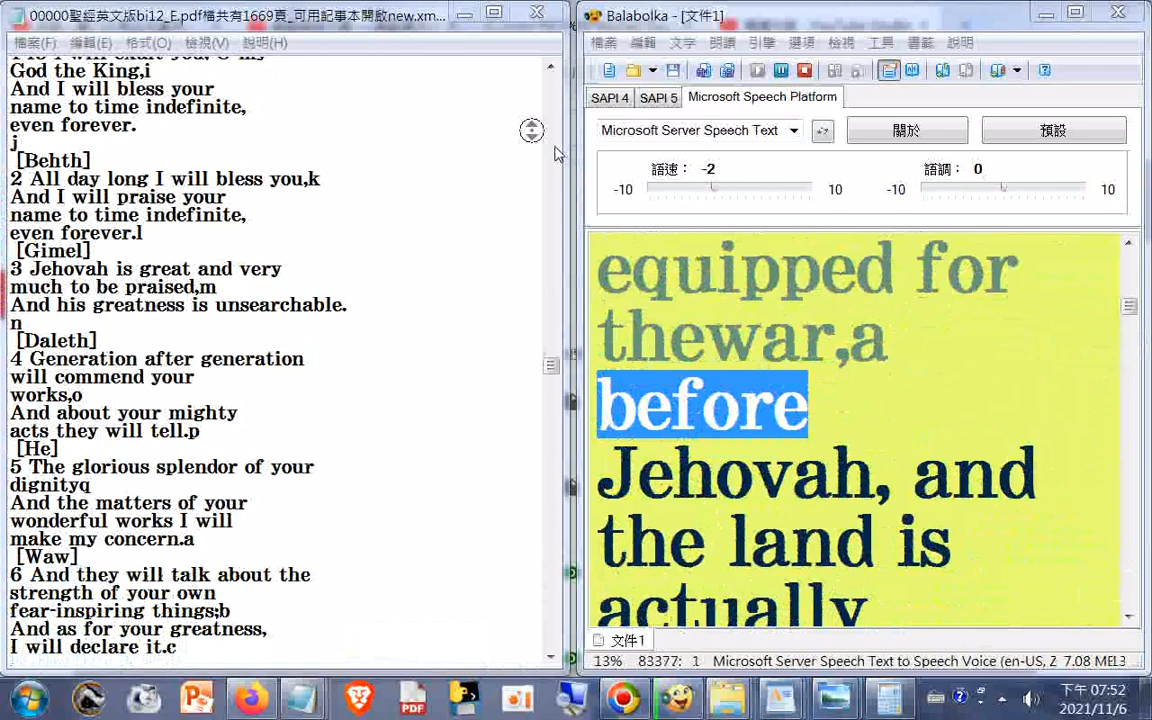 00000聖經英文版bi12_E.pdf檔共有1669頁_可用記事本開啟new.xm...
檔案(F) 編輯(E) 格式(O) 檢視(V) 說明(H)
God the King,i
And I will bless your
name to time indefinite,
even forever.
j
[Behth]
2 All day long I will bless you,k
And I will praise your
name to time indefinite,
even forever.l
[Gimel]
3 Jehovah is great and very
much to be praised,m
And his greatness is unsearchable.
n
[Daleth]
4 Generation after generation
will commend your
works,o
And about your mighty
acts they will tell.p
[He]
5 The glorious splendor of your
dignityq
And the matters of your
wonderful works I will
make my concern.a
[Waw]
6 And they will talk about the
strength of your own
fear-inspiring things;b
And as for your greatness,
I will declare it.c
Balabolka - [文件1]
檔案 編輯 文字 朗讀 引擎 選項 檢視 工具 書籤 說明
SAPI 4 SAPI 5 Microsoft Speech Platform
Microsoft Server Speech Text 關於 預設
語速： -2 語調： 0
-10 10 -10 10
equipped for
thewar,a
before
Jehovah, and
the land is
actually
文件1
13% 83377: 1 Microsoft Server Speech Text to Speech Voice (en-US, Z 7.08 МЕІЗ
下午 07:52
2021/11/6